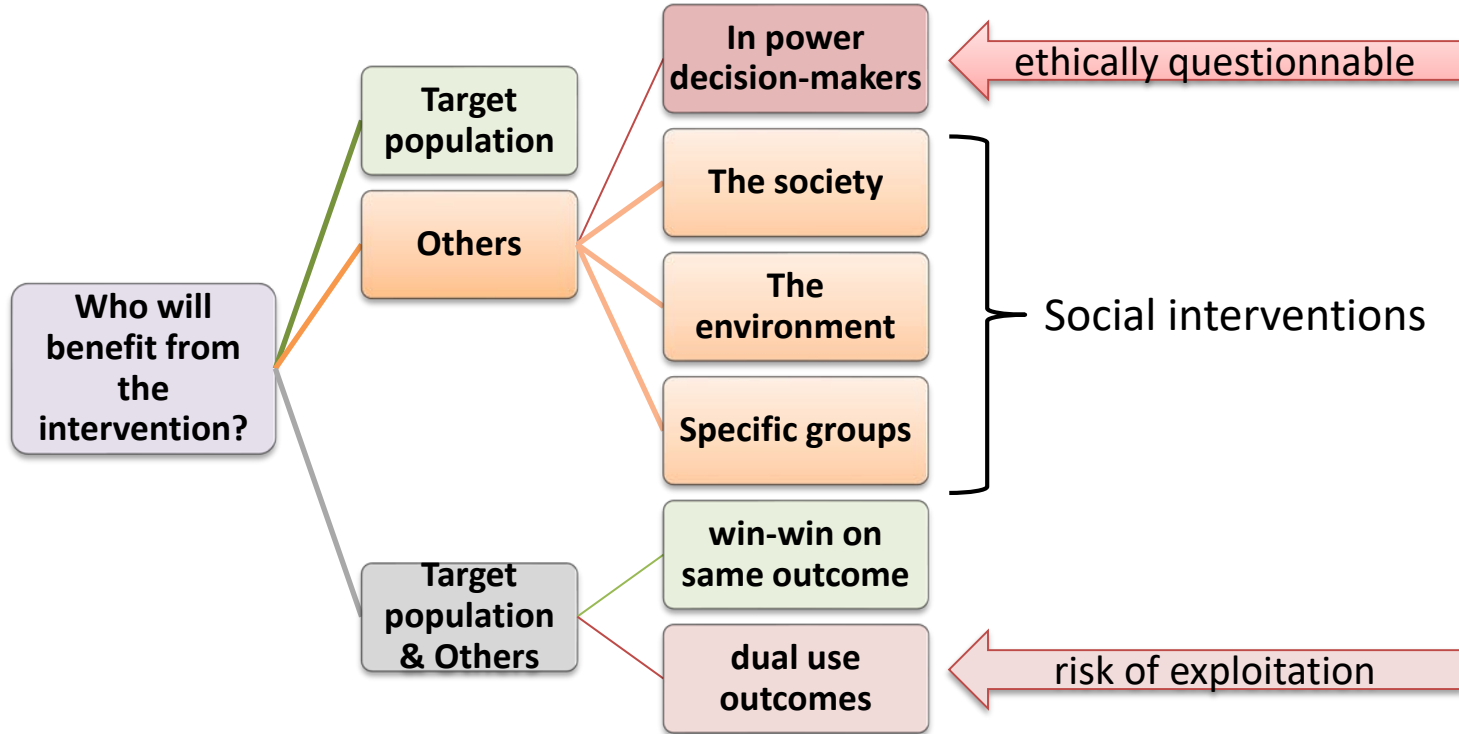 Who will
benefit from
the
intervention?
Target
population
Others
Target
population
& Others
In power
decision-makers
The society
The
environment
Specific groups
win-win on
same outcome
dual use
outcomes
ethically questionnable
Social interventions
risk of exploitation